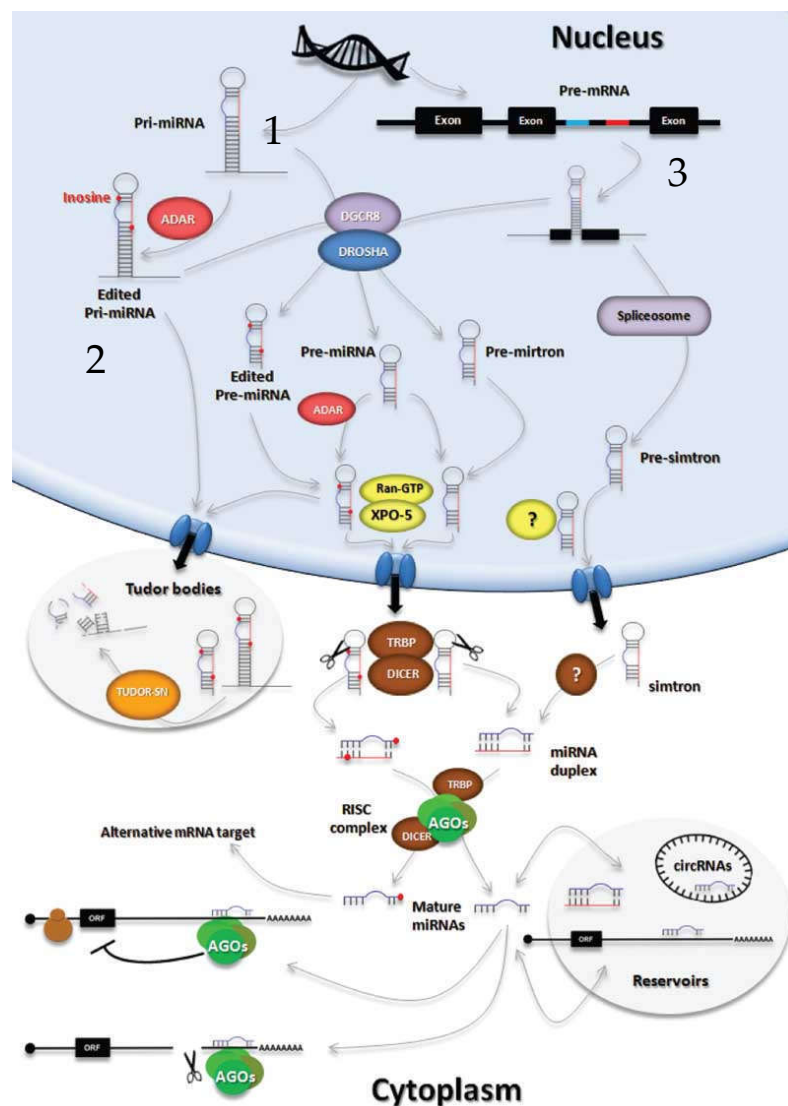 Nucleus
Pre-mRNA
Exon
Exon
Exon
Pri-miRNA
1
3
Inosine
ADAR
DGCR8
DROSHA
Edited
Pri-miRNA
Spliceosome
2
Pre-miRNA
Pre-mirtron
Edited
Pre-miRNA
ADAR
Pre-simtron
Ran-GTP
XPO-5
?
Tudor bodies
TRBP
DICER
TUDOR-SN
?
simtron
miRNA
duplex
TRBP
RISC
complex
AGOs
DICER
Alternative mRNA target
circRNAs
Mature
miRNAs
ORF
AAAAAAAA
AGOs
ORF
AAAAAAAA
Reservoirs
ORF
AAAAAAAA
AGOs
Cytoplasm